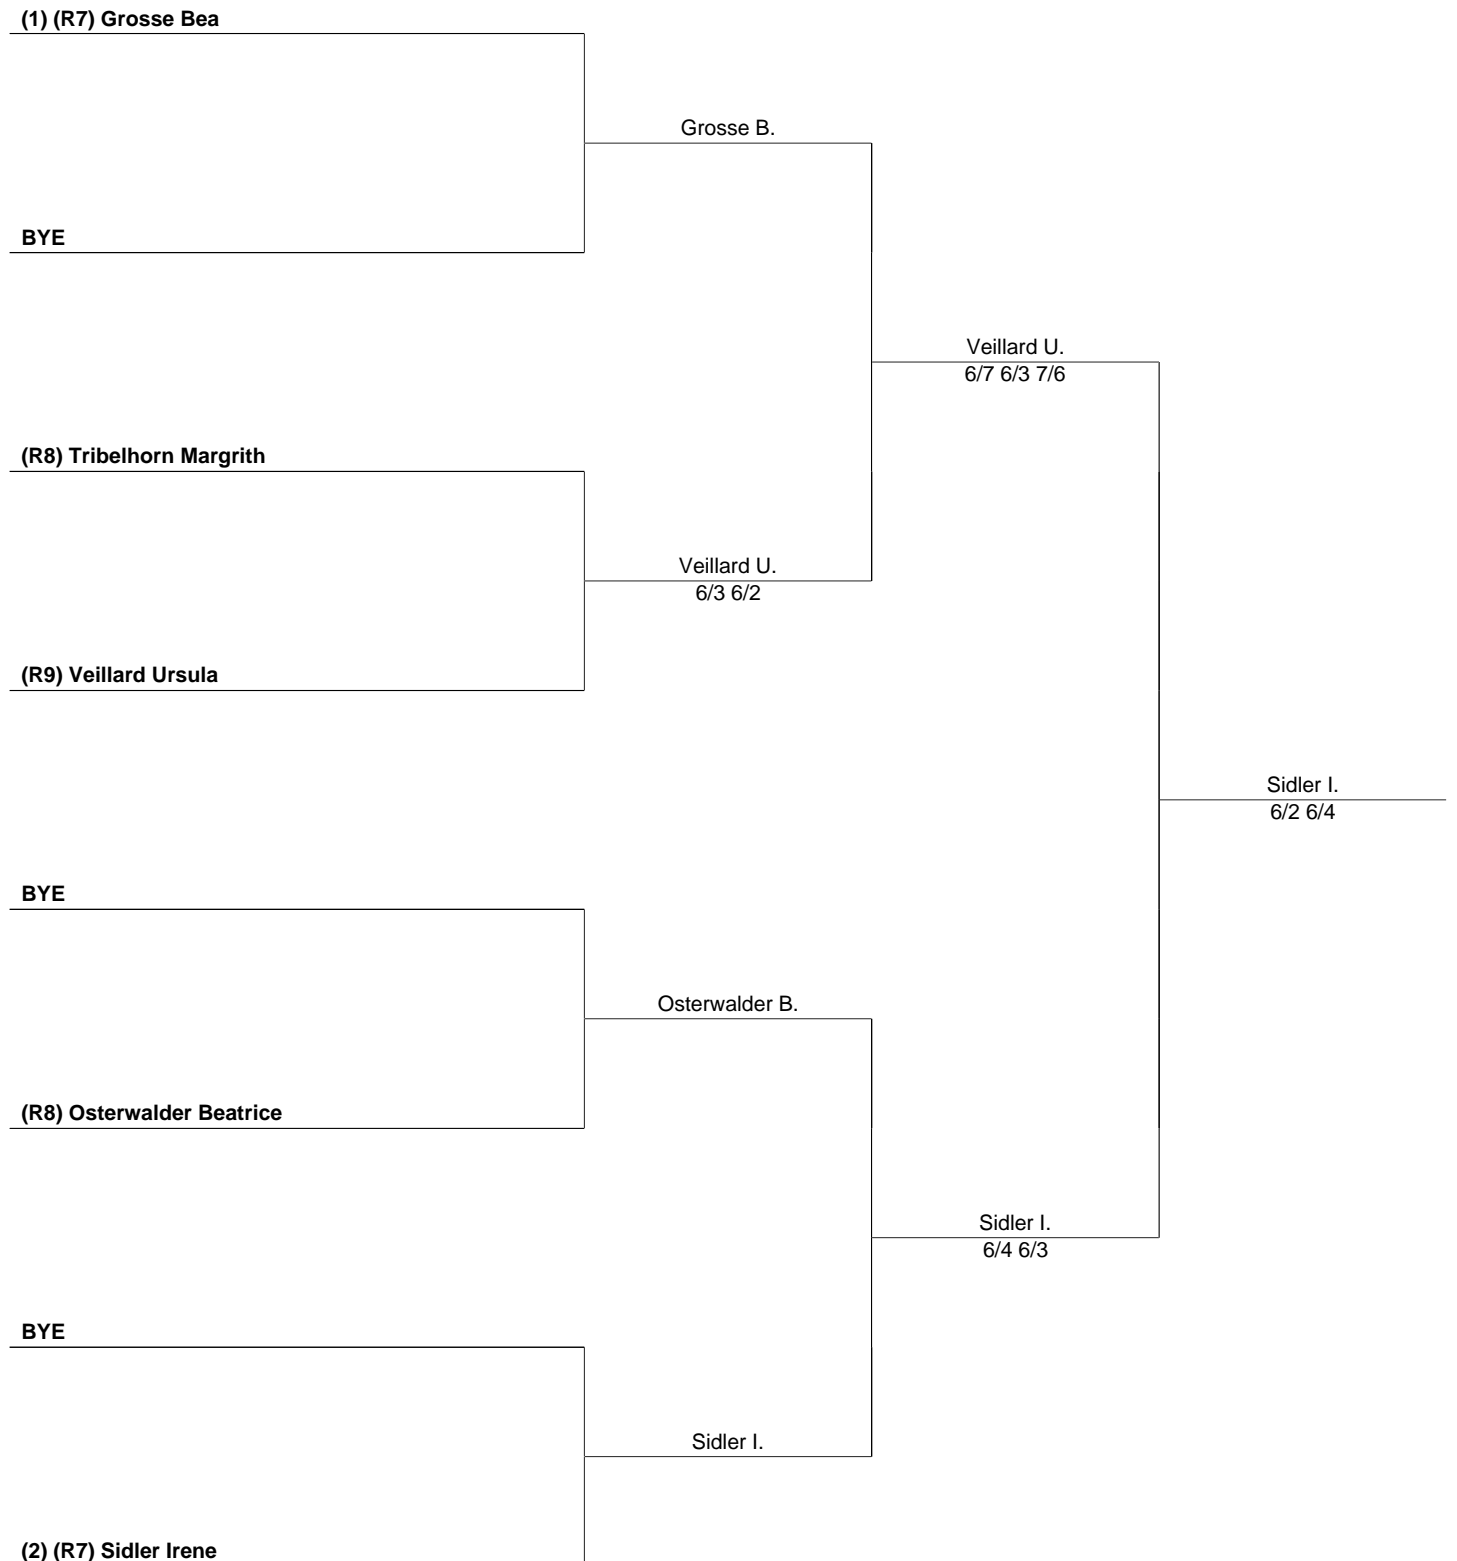 (1) (R7) Grosse Bea
Grosse B.
BYE
Veillard U.
6/7 6/3 7/6
(R8) Tribelhorn Margrith
Veillard U.
6/3 6/2
(R9) Veillard Ursula
Sidler I.
6/2 6/4
BYE
Osterwalder B.
(R8) Osterwalder Beatrice
Sidler I.
6/4 6/3
BYE
Sidler I.
(2) (R7) Sidler Irene